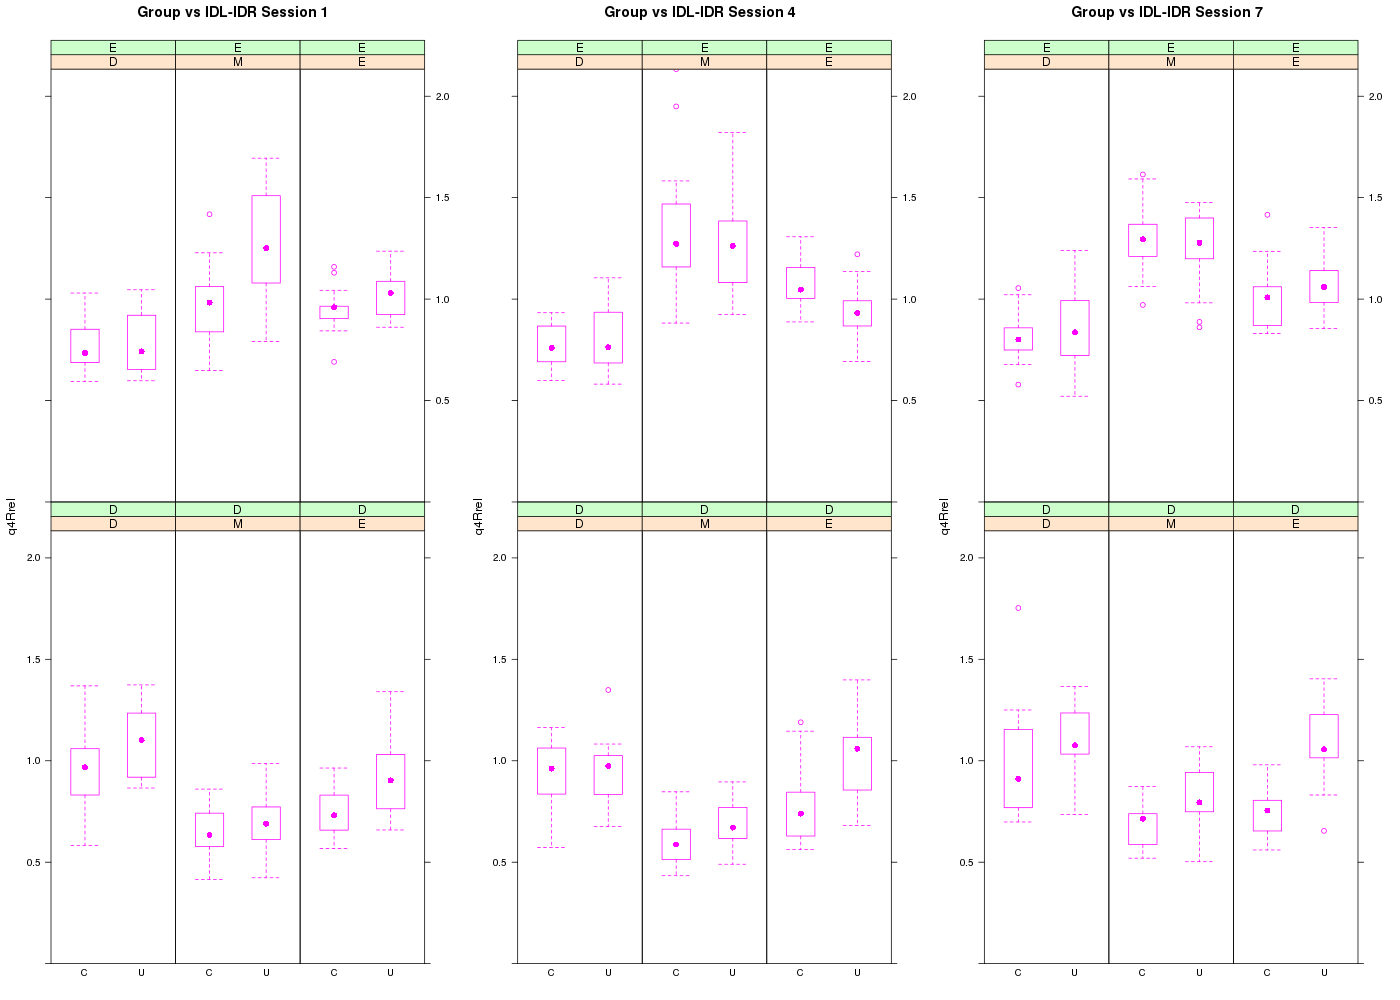 Group vs IDL-IDR Session 1 Group vs IDL-IDR Session 4 Group vs IDL-IDR Session 7
E E E E E E E E E
D M E D M E D M E
2.0 2.0 2.0
1.5 1.5 1.5
1.0 1.0 1.0
0.5 0.5 0.5
q4Rrel q4Rrel q4Rrel
D D D D D D D D D
D M E D M E D M E
2.0 2.0 2.0
1.5 1.5 1.5
1.0 1.0 1.0
0.5 0.5 0.5
C U C U C U C U C U C U C U C U C U